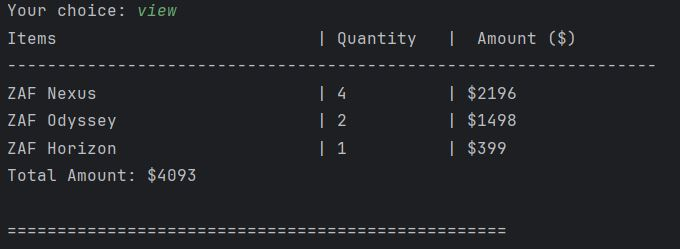 Your choice: view
Items                          | Quantity   |  Amount ($)
-----------------------------------------------------------------
ZAF Nexus                      | 4          | $2196
ZAF Odyssey                    | 2          | $1498
ZAF Horizon                    | 1          | $399
Total Amount: $4093
==================================================